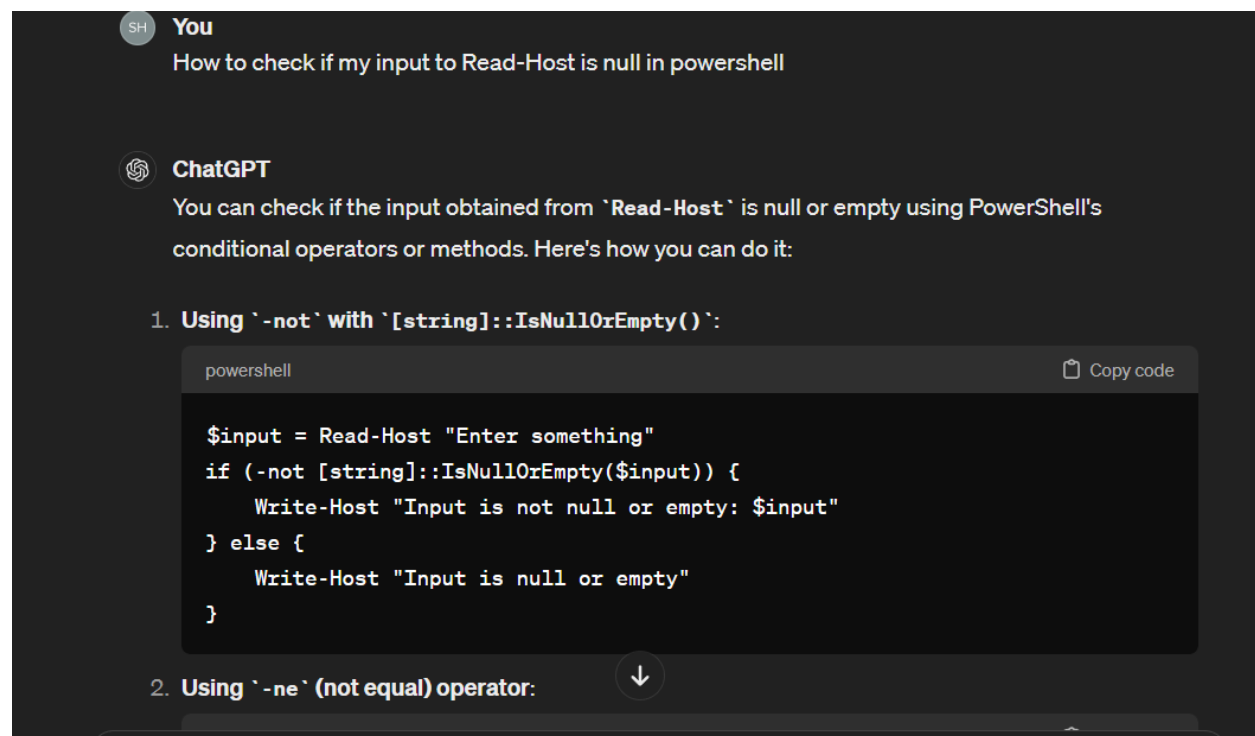 SH You
How to check if my input to Read-Host is null in powershell
ChatGPT
You can check if the input obtained from `Read-Host` is null or empty using PowerShell's
conditional operators or methods. Here's how you can do it:
1. Using `-not` with `[string]::IsNullOrEmpty()`:
powershell Copy code
$input = Read-Host "Enter something"
if (-not [string]::IsNullOrEmpty($input)) {
    Write-Host "Input is not null or empty: $input"
} else {
    Write-Host "Input is null or empty"
}
2. Using `-ne` (not equal) operator: